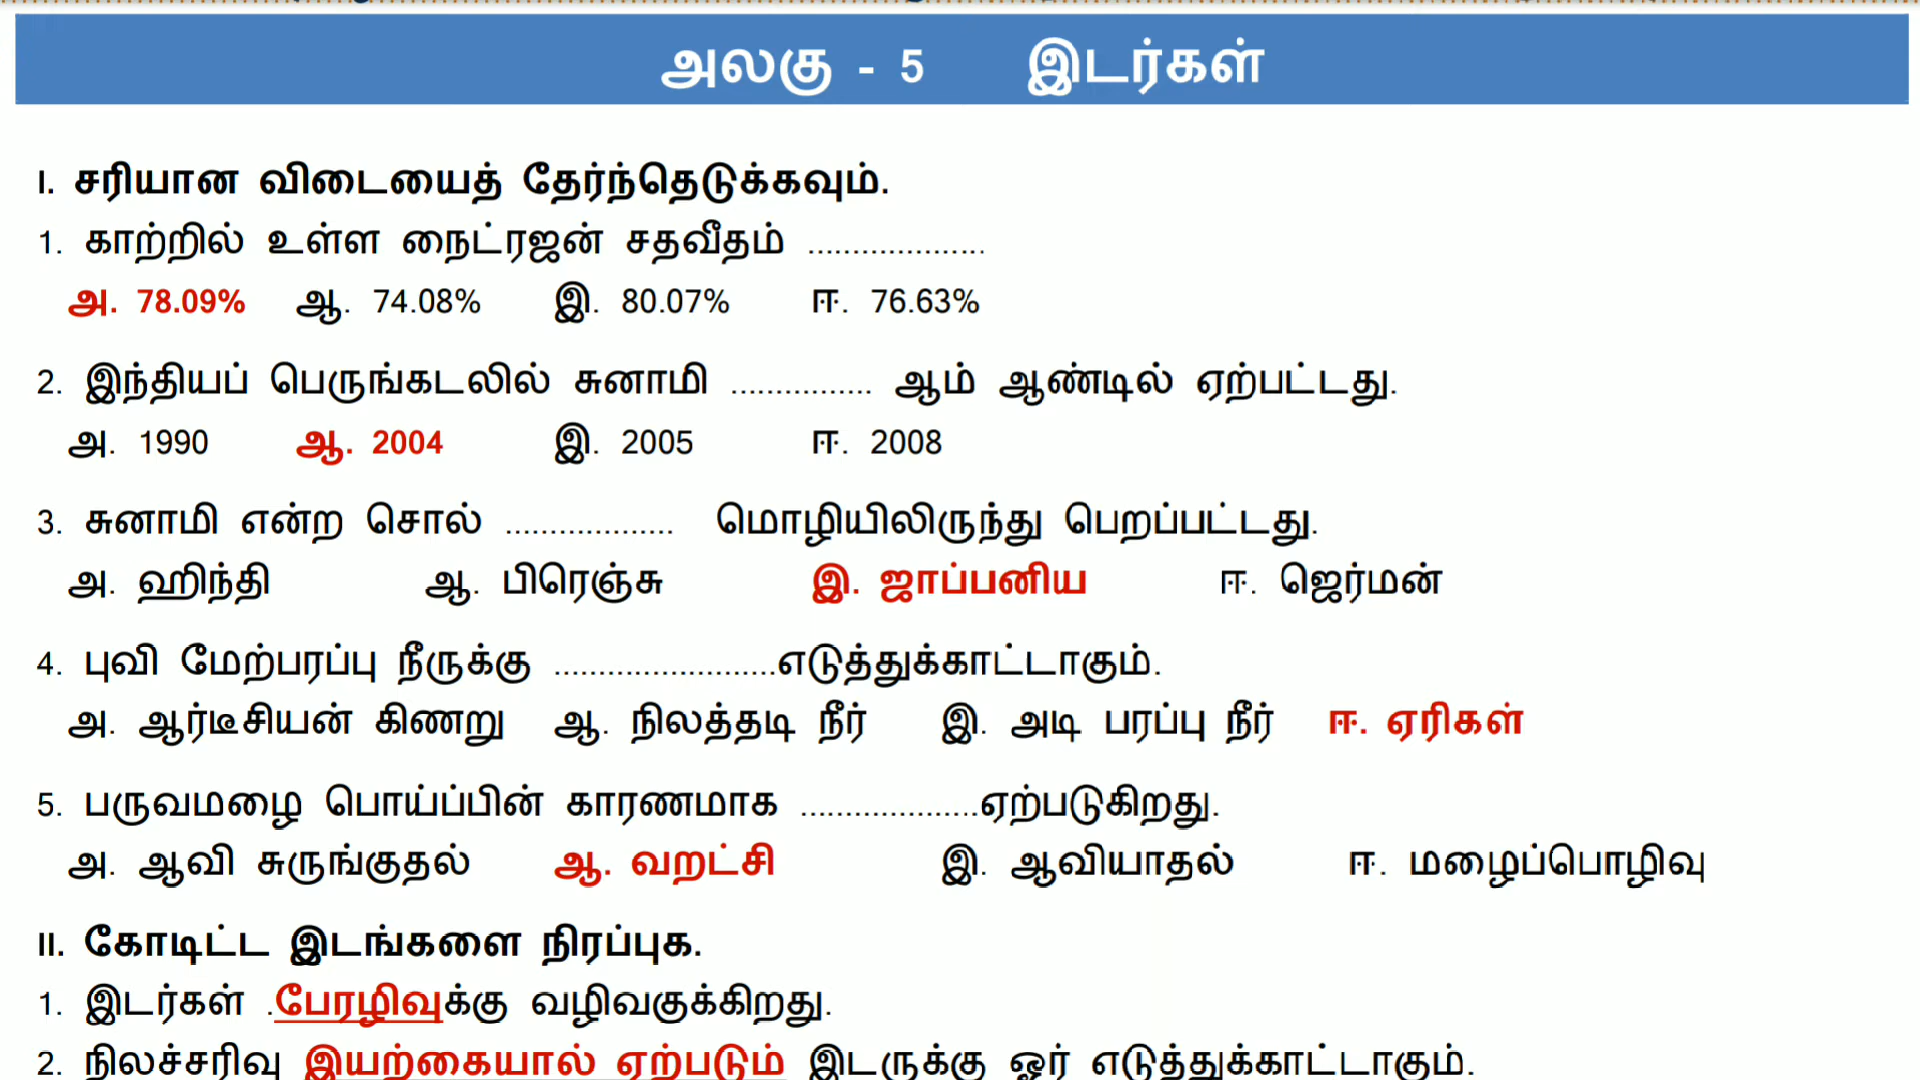 அலகு - 5 இடர்கள்
I. சரியான விடையைத் தேர்ந்தெடுக்கவும்.
1. காற்றில் உள்ள நைட்ரஜன் சதவீதம் ....................
அ. 78.09% ஆ. 74.08% இ. 80.07% ஈ. 76.63%
2. இந்தியப் பெருங்கடலில் சுனாமி ................ ஆம் ஆண்டில் ஏற்பட்டது.
அ. 1990 ஆ. 2004 இ. 2005 ஈ. 2008
3. சுனாமி என்ற சொல் ................... மொழியிலிருந்து பெறப்பட்டது.
அ. ஹிந்தி ஆ. பிரெஞ்சு இ. ஜாப்பனிய ஈ. ஜெர்மன்
4. புவி மேற்பரப்பு நீருக்கு .........................எடுத்துக்காட்டாகும்.
அ. ஆர்டீசியன் கிணறு ஆ. நிலத்தடி நீர் இ. அடி பரப்பு நீர் ஈ. ஏரிகள்
5. பருவமழை பொய்ப்பின் காரணமாக ....................ஏற்படுகிறது.
அ. ஆவி சுருங்குதல் ஆ. வறட்சி இ. ஆவியாதல் ஈ. மழைப்பொழிவு
II. கோடிட்ட இடங்களை நிரப்புக.
1. இடர்கள் .பேரழிவுக்கு வழிவகுக்கிறது.
2. நிலச்சரிவு இயற்கையால் ஏற்படும் இடருக்கு ஓர் எடுத்துக்காட்டாகும்.